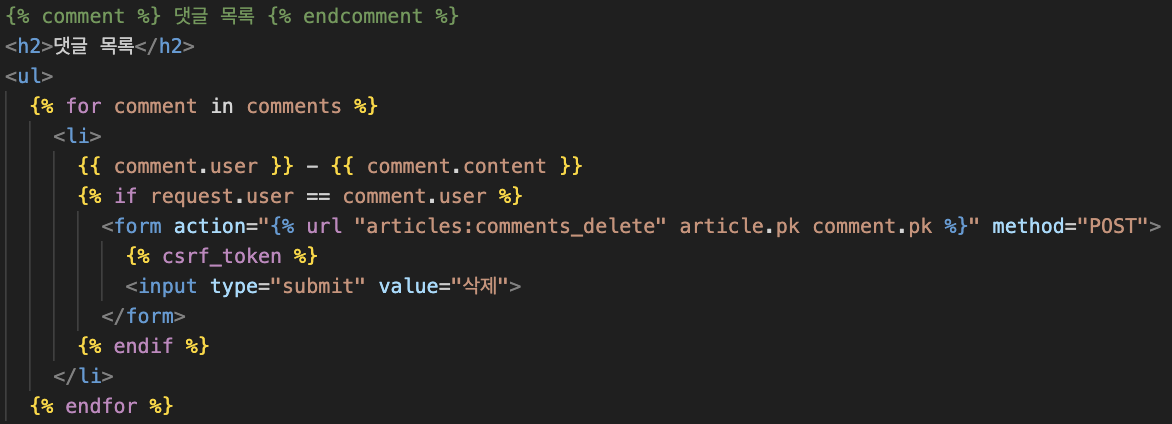 {% comment %} 댓글 목록 {% endcomment %}
<h2>댓글 목록</h2>
<ul>
  {% for comment in comments %}
    <li>
      {{ comment.user }} - {{ comment.content }}
      {% if request.user == comment.user %}
        <form action="{% url "articles:comments_delete" article.pk comment.pk %}" method="POST">
          {% csrf_token %}
          <input type="submit" value="삭제">
        </form>
      {% endif %}
    </li>
  {% endfor %}